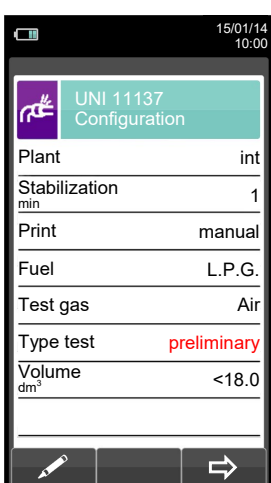 15/01/14
10:00
UNI 11137
Configuration
Plant int
Stabilization
min 1
Print manual
Fuel L.P.G.
Test gas Air
Type test preliminary
Volume
dm³ <18.0